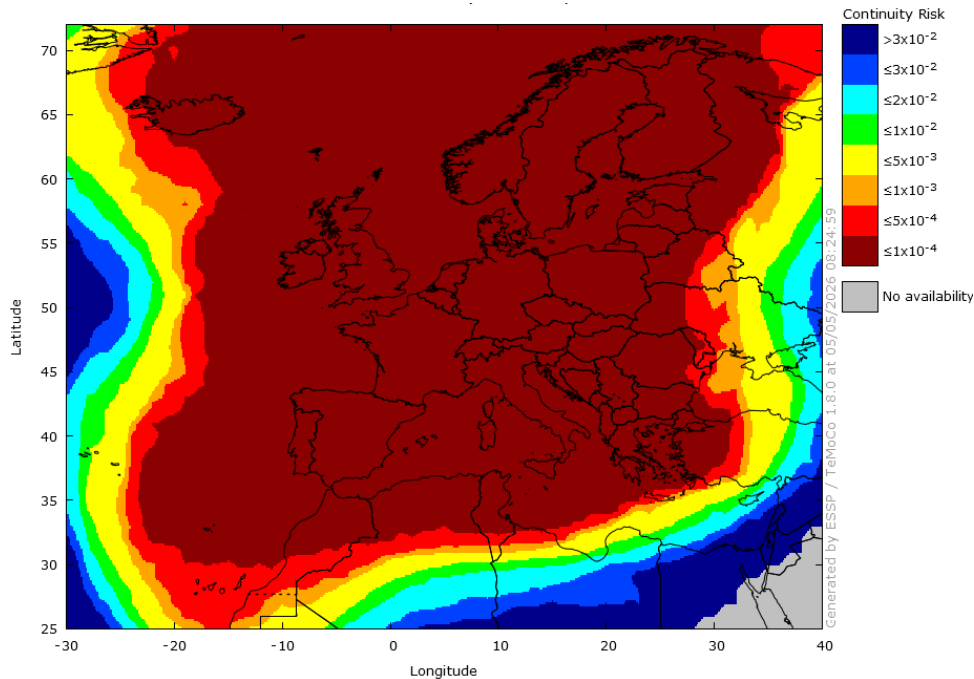 Continuity Risk
>3x10⁻²
≤3x10⁻²
≤2x10⁻²
≤1x10⁻²
≤5x10⁻³
≤1x10⁻³
≤5x10⁻⁴
≤1x10⁻⁴
No availability
Latitude
70
65
60
55
50
45
40
35
30
25
-30
-20
-10
0
10
20
30
40
Longitude
Generated by ESSP / TeMoCo 1.8.0 at 05/05/2026 08:24:59